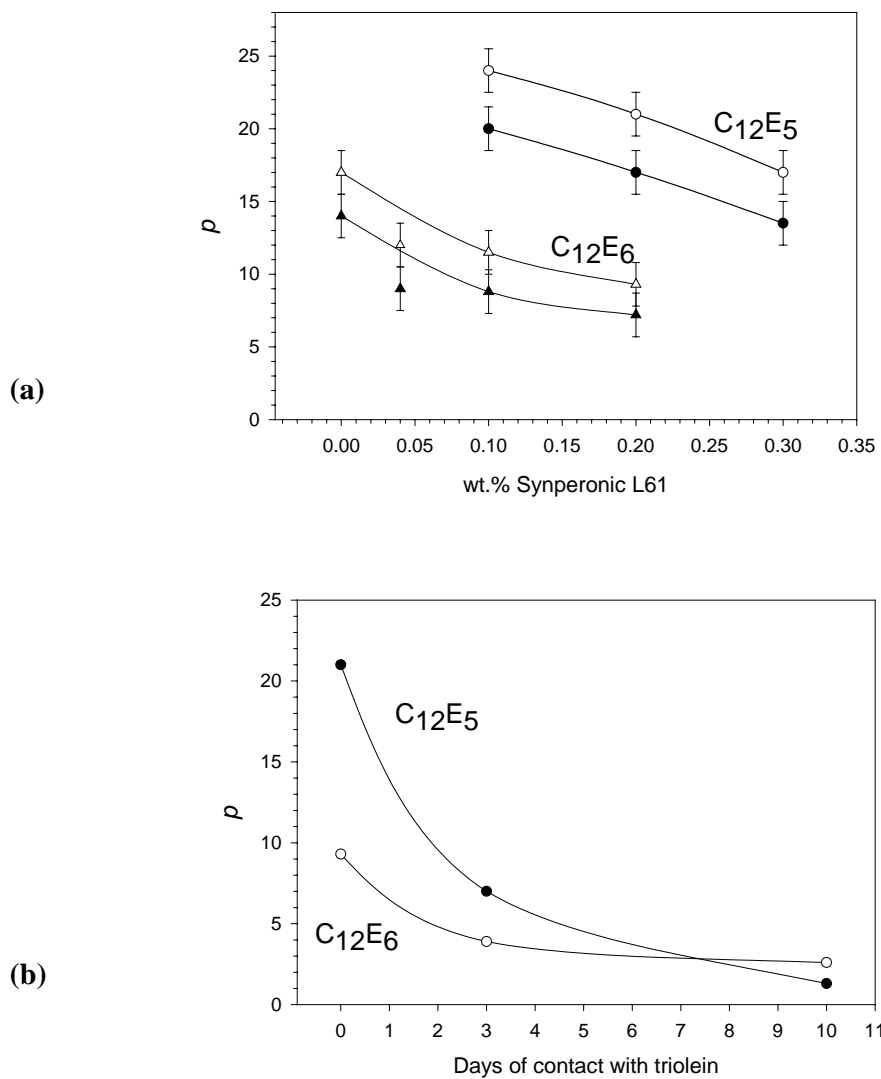 25
20
15
10
5
0
p
C12E5
C12E6
(a)
0.00 0.05 0.10 0.15 0.20 0.25 0.30 0.35
wt.% Synperonic L61
25
20
15
10
5
0
p
C12E5
C12E6
(b)
0 1 2 3 4 5 6 7 8 9 10 11
Days of contact with triolein